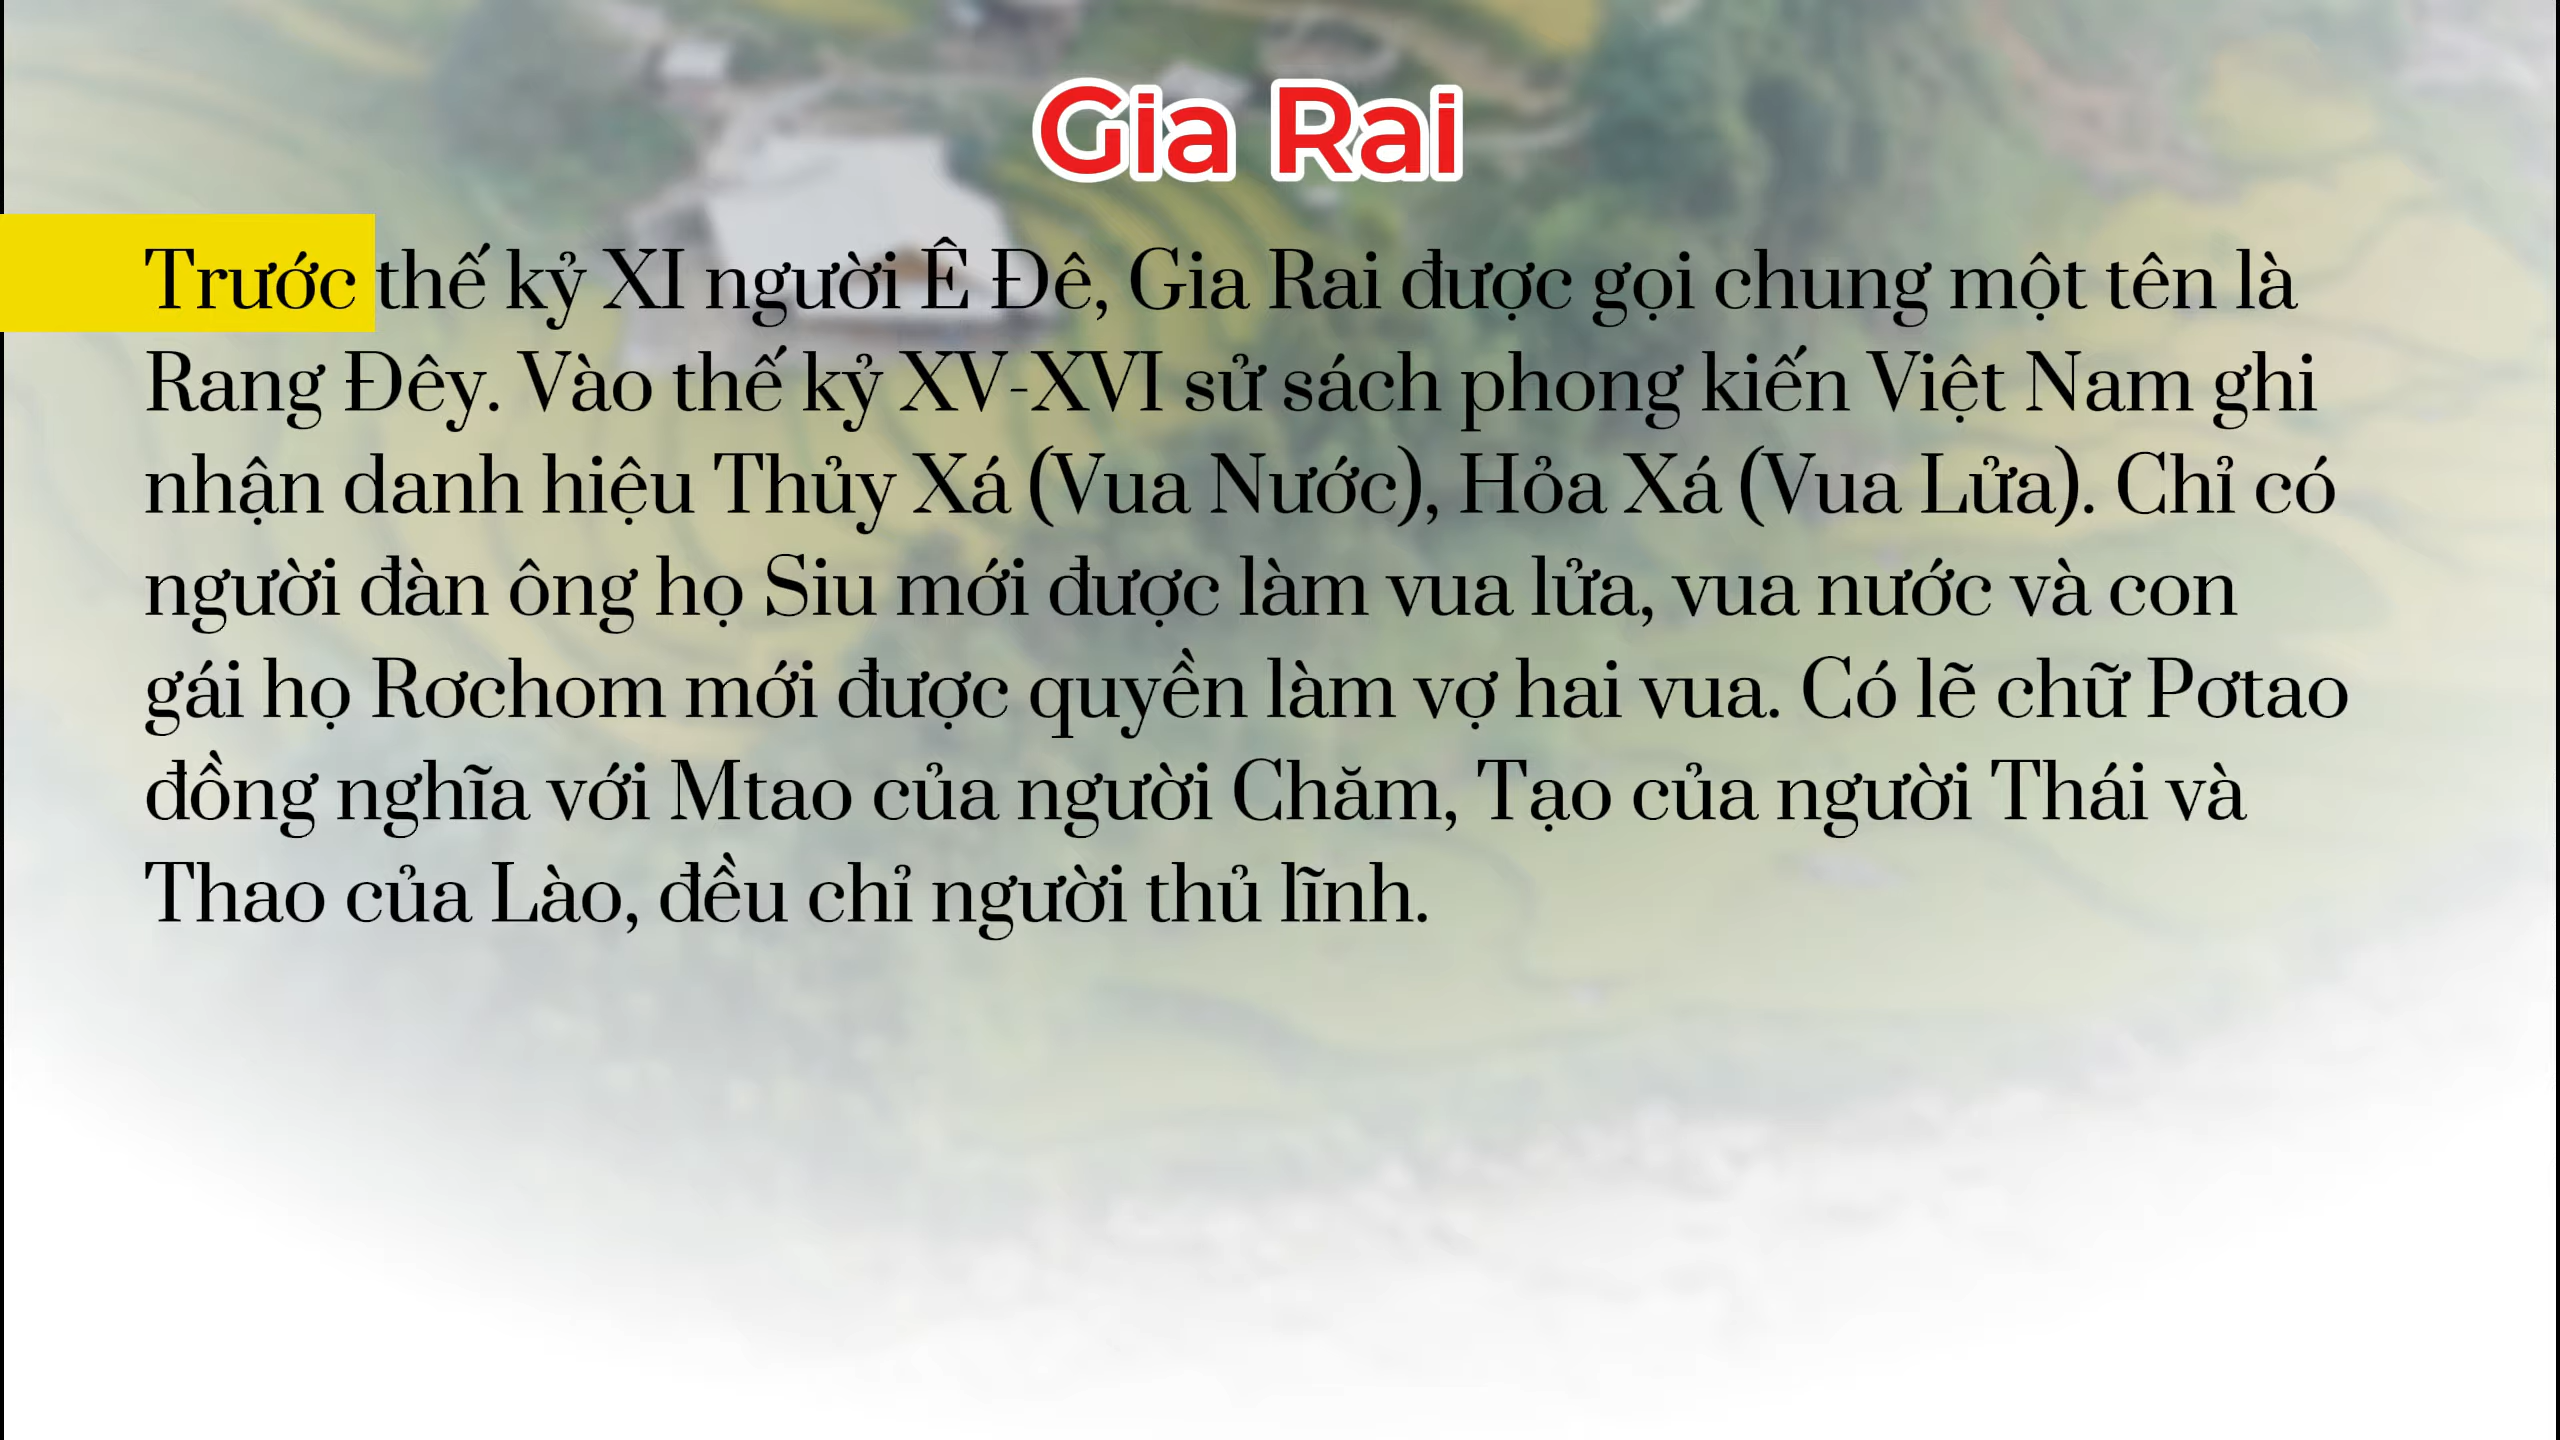 Gia Rai
Trước thế kỷ XI người Ê Đê, Gia Rai được gọi chung một tên là
Rang Đêy. Vào thế kỷ XV-XVI sử sách phong kiến Việt Nam ghi
nhận danh hiệu Thủy Xá (Vua Nước), Hỏa Xá (Vua Lửa). Chỉ có
người đàn ông họ Siu mới được làm vua lửa, vua nước và con
gái họ Rơchom mới được quyền làm vợ hai vua. Có lẽ chữ Pơtao
đồng nghĩa với Mtao của người Chăm, Tạo của người Thái và
Thao của Lào, đều chỉ người thủ lĩnh.